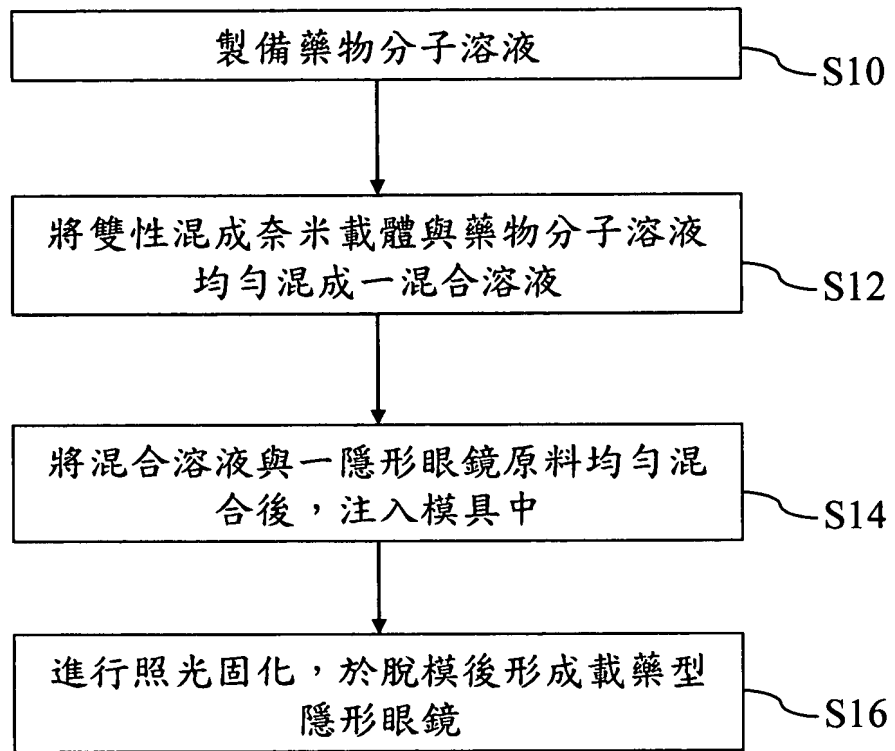 製備藥物分子溶液
S10
將雙性混成奈米載體與藥物分子溶液
均勻混成一混合溶液
S12
將混合溶液與一隱形眼鏡原料均勻混
合後，注入模具中
S14
進行照光固化，於脫模後形成載藥型
隱形眼鏡
S16